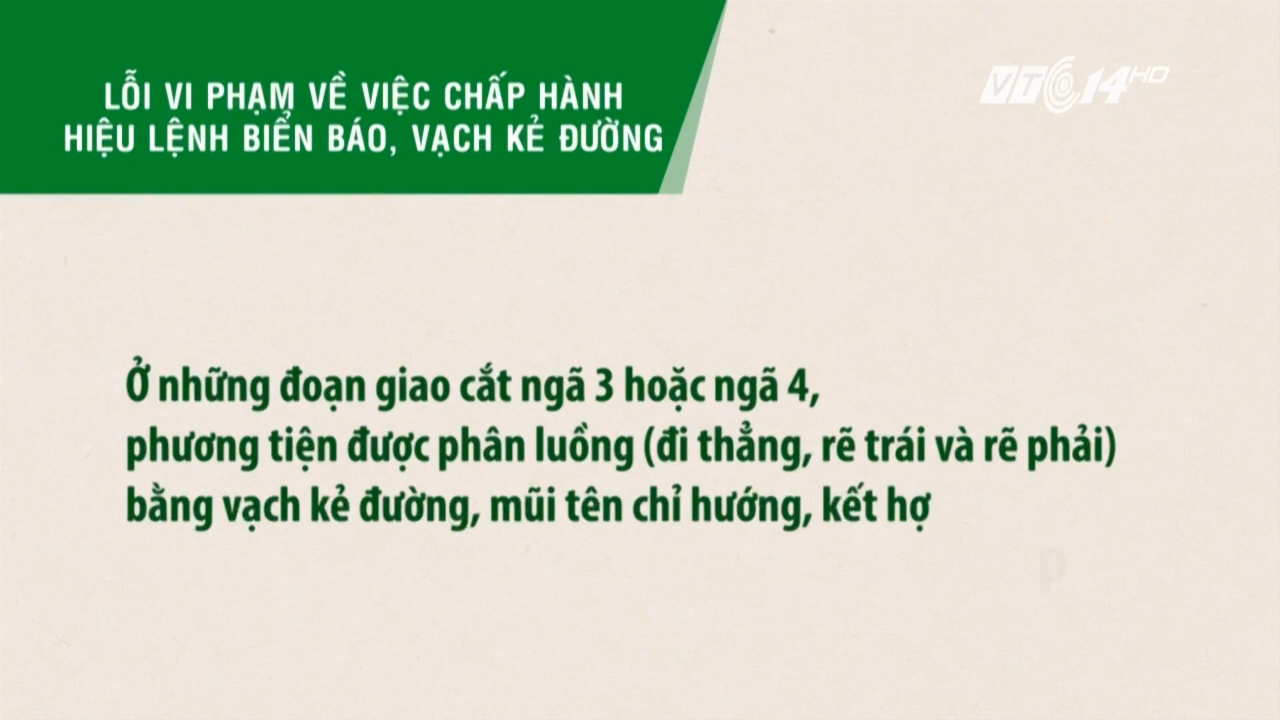 LỖI VI PHẠM VỀ VIỆC CHẤP HÀNH
HIỆU LỆNH BIỂN BÁO, VẠCH KẺ ĐƯỜNG
VTC14 HD
Ở những đoạn giao cắt ngã 3 hoặc ngã 4,
phương tiện được phân luồng (đi thẳng, rẽ trái và rẽ phải)
bằng vạch kẻ đường, mũi tên chỉ hướng, kết hợ
p